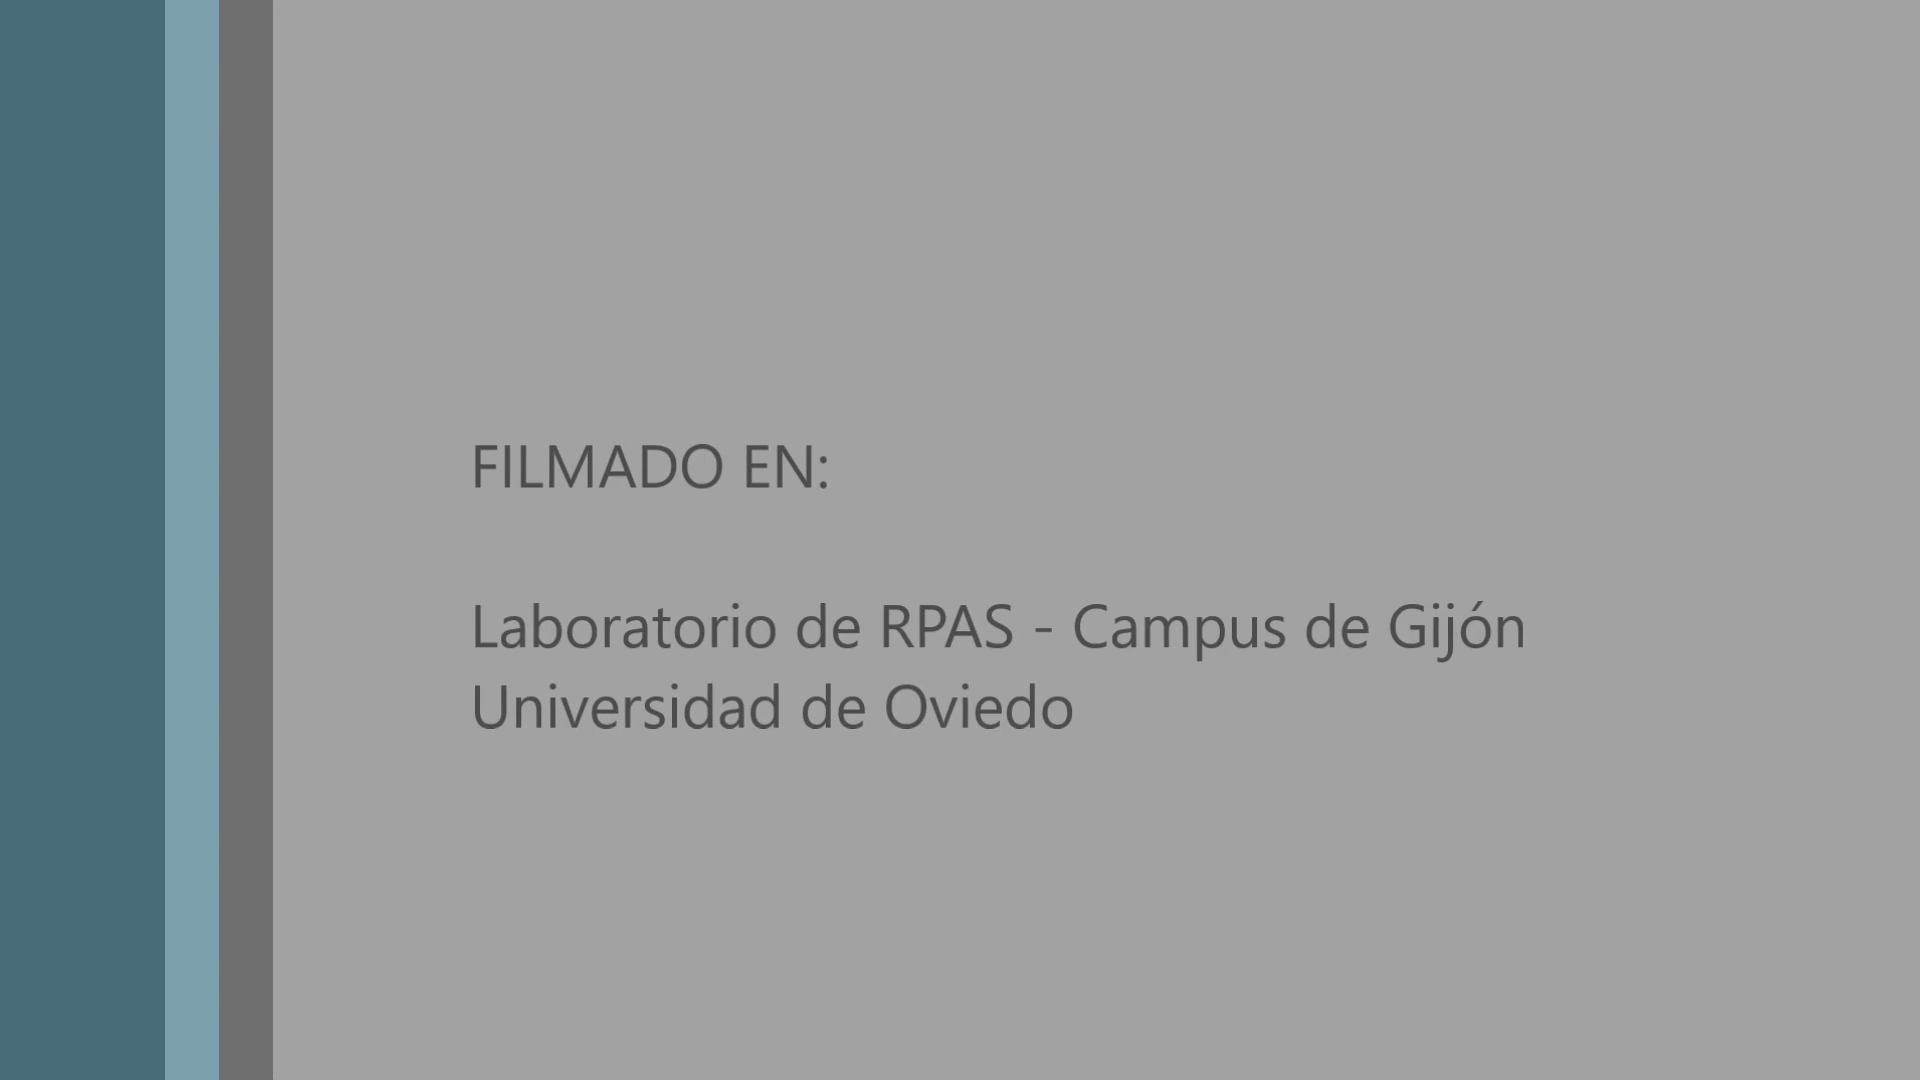 FILMADO EN:
Laboratorio de RPAS - Campus de Gijón
Universidad de Oviedo